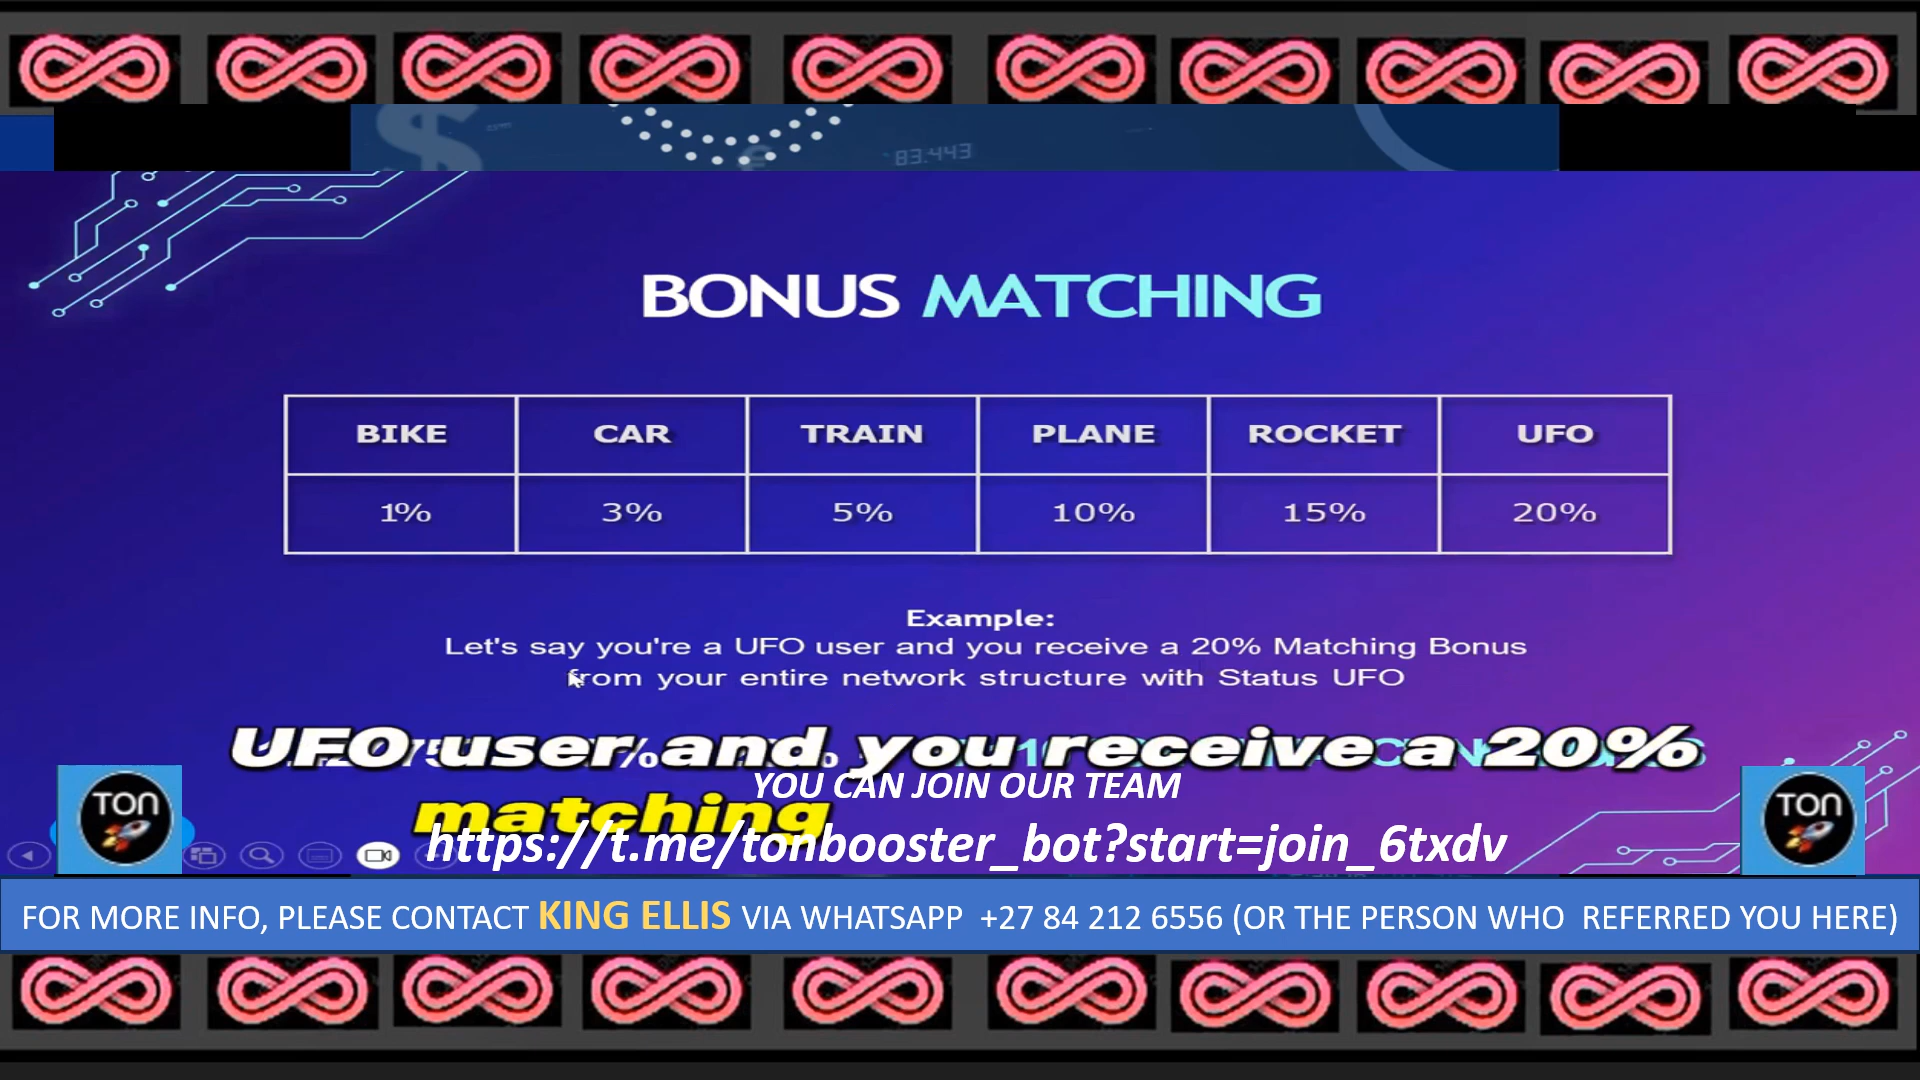 83.443
BONUS MATCHING
BIKE CAR TRAIN PLANE ROCKET UFO
1% 3% 5% 10% 15% 20%
Example:
Let's say you're a UFO user and you receive a 20% Matching Bonus
from your entire network structure with Status UFO
UFO user and you receive a 20%
matching
YOU CAN JOIN OUR TEAM
https://t.me/tonbooster_bot?start=join_6txdv
TON TON
FOR MORE INFO, PLEASE CONTACT KING ELLIS VIA WHATSAPP +27 84 212 6556 (OR THE PERSON WHO REFERRED YOU HERE)